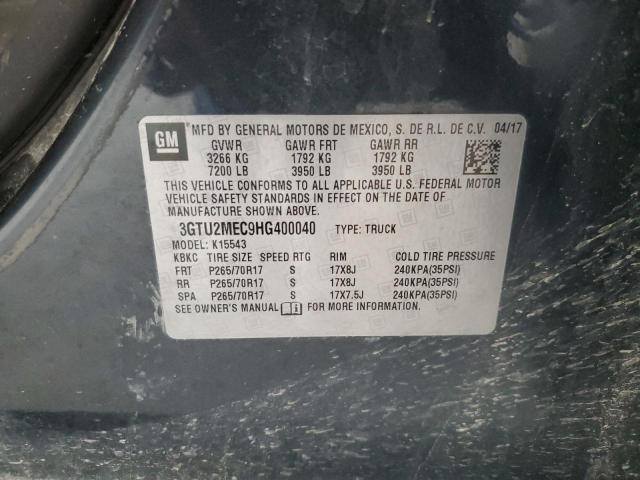 GM
MFD BY GENERAL MOTORS DE MEXICO, S. DE R.L. DE C.V. 04/17
GVWR GAWR FRT GAWR RR
3266 KG 1792 KG 1792 KG
7200 LB 3950 LB 3950 LB
THIS VEHICLE CONFORMS TO ALL APPLICABLE U.S. FEDERAL MOTOR
VEHICLE SAFETY STANDARDS IN EFFECT ON THE DATE OF
MANUFACTURE SHOWN ABOVE.
3GTU2MEC9HG400040 TYPE: TRUCK
MODEL: K15543
KBKC TIRE SIZE SPEED RTG RIM COLD TIRE PRESSURE
FRT P265/70R17 S 17X8J 240KPA(35PSI)
RR P265/70R17 S 17X8J 240KPA(35PSI)
SPA P265/70R17 S 17X7.5J 240KPA(35PSI)
SEE OWNER'S MANUAL FOR MORE INFORMATION.